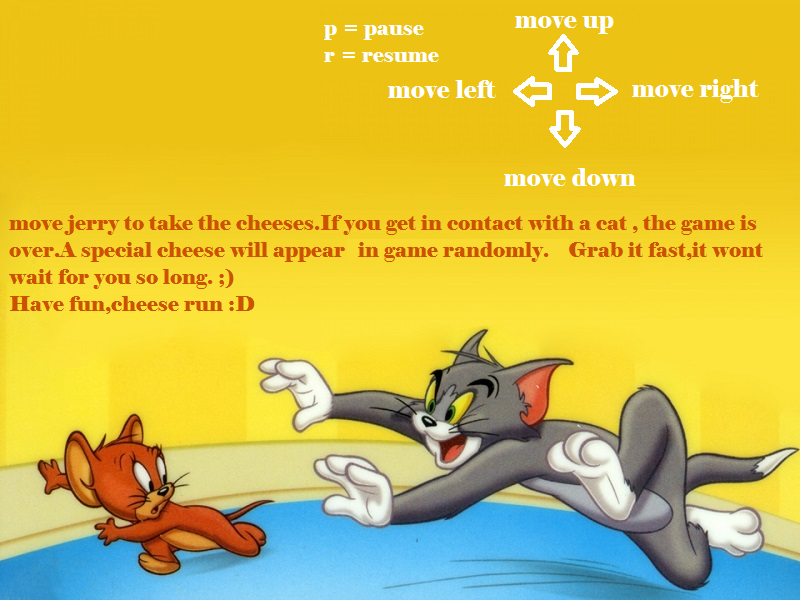 p = pause
r = resume
move up
move left
move right
move down
move jerry to take the cheeses.If you get in contact with a cat , the game is
over.A special cheese will appear  in game randomly.   Grab it fast,it wont
wait for you so long. ;)
Have fun,cheese run :D